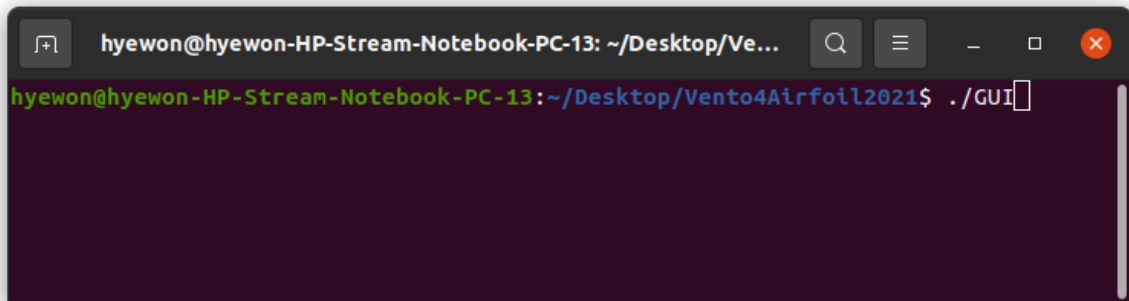 hyewon@hyewon-HP-Stream-Notebook-PC-13: ~/Desktop/Ve...
hyewon@hyewon-HP-Stream-Notebook-PC-13:~/Desktop/Vento4Airfoil2021$ ./GUI